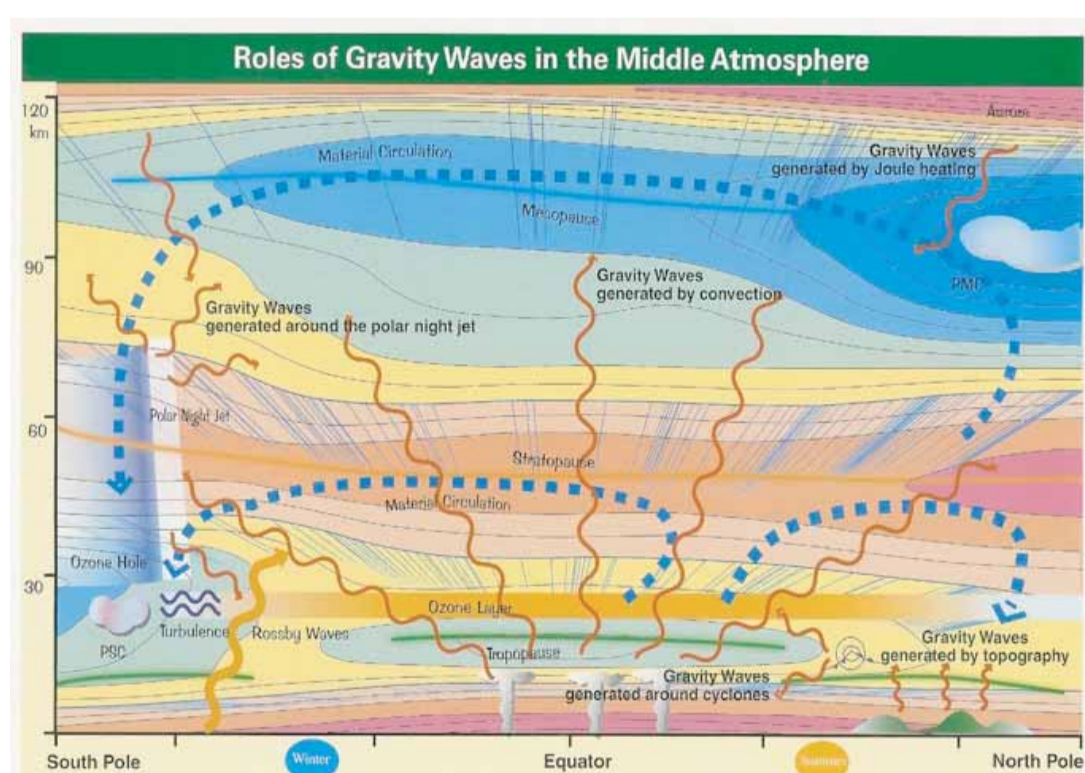 Roles of Gravity Waves in the Middle Atmosphere
120
km
Aurora
Material Circulation
Gravity Waves
generated by Joule heating
Mesopause
90
Gravity Waves
generated by convection
PMC
Gravity Waves
generated around the polar night jet
Polar Night Jet
60
Stratopause
Material Circulation
Ozone Hole
30
Ozone Layer
Turbulence
Rossby Waves
PSC
Tropopause
Gravity Waves
generated by topography
Gravity Waves
generated around cyclones
South Pole
Winter
Equator
Summer
North Pole